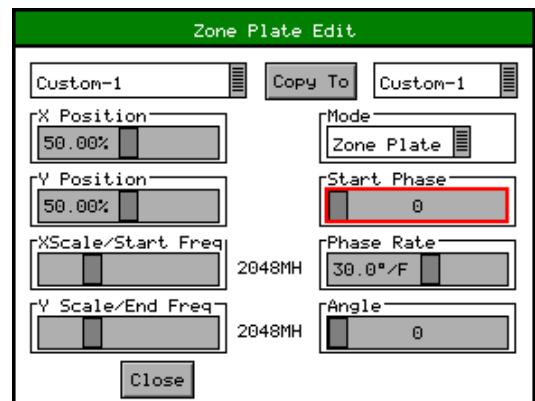 Zone Plate Edit
Custom-1
Copy To
Custom-1
X Position
50.00%
Mode
Zone Plate
Y Position
50.00%
Start Phase
0
XScale/Start Freq
2048MH
Phase Rate
30.0°/F
Y Scale/End Freq
2048MH
Angle
0
Close